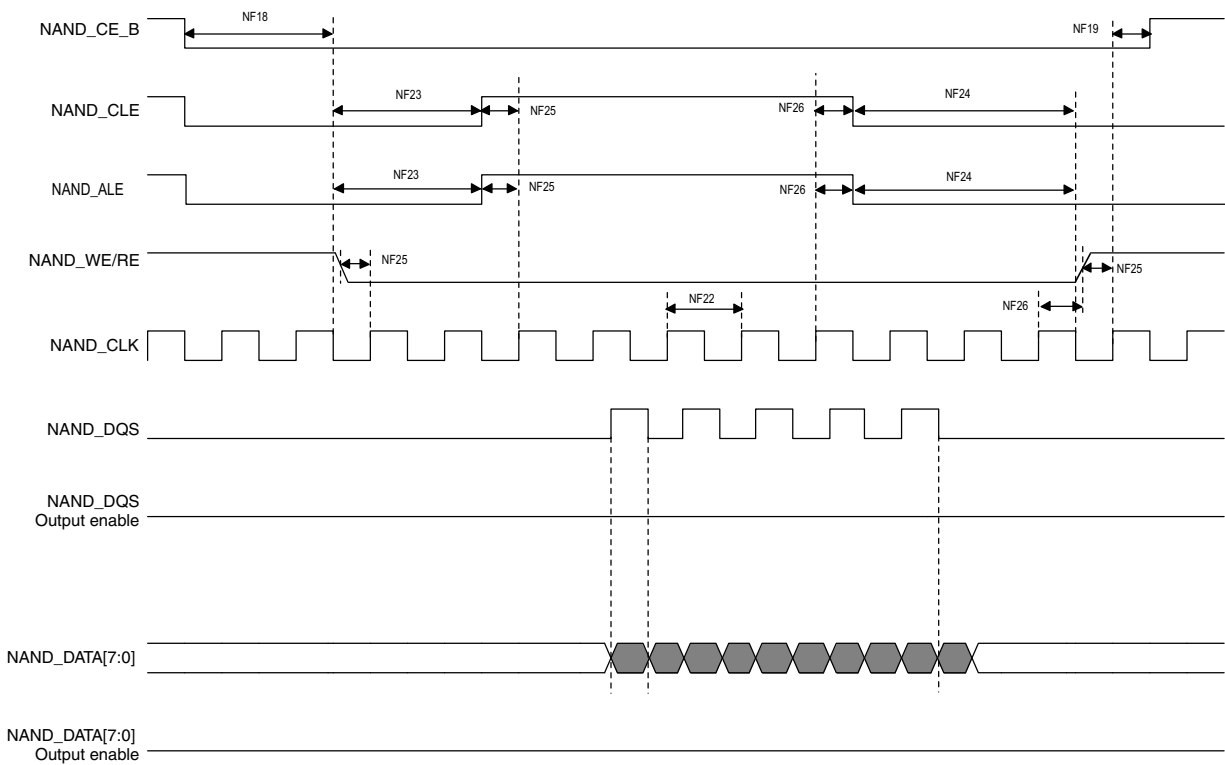 NAND_CE_B
NF18
NF19
NAND_CLE
NF23
NF25
NF26
NF24
NAND_ALE
NF23
NF25
NF26
NF24
NAND_WE/RE
NF25
NF25
NF26
NF22
NAND_CLK
NAND_DQS
NAND_DQS
Output enable
NAND_DATA[7:0]
NAND_DATA[7:0]
Output enable